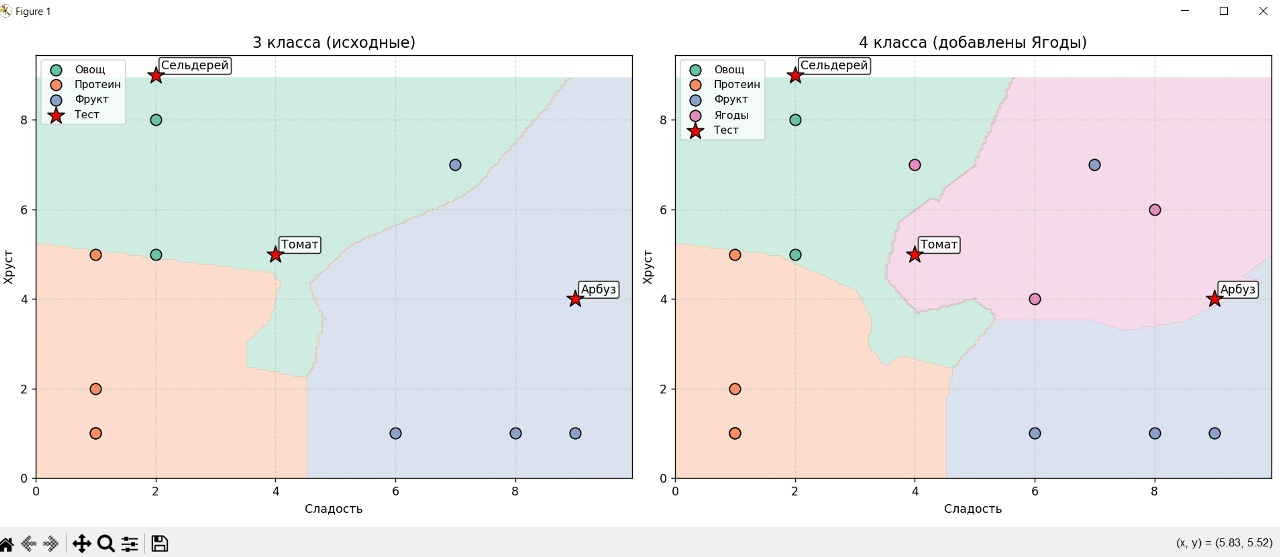 Figure 1
3 класса (исходные)
Овощ
Протеин
Фрукт
Тест
Сельдерей
Томат
Арбуз
Хруст
0
2
4
6
8
0 2 4 6 8
Сладость
4 класса (добавлены Ягоды)
Овощ
Протеин
Фрукт
Ягоды
Тест
Сельдерей
Томат
Арбуз
Хруст
0
2
4
6
8
0 2 4 6 8
Сладость
(x, y) = (5.83, 5.52)